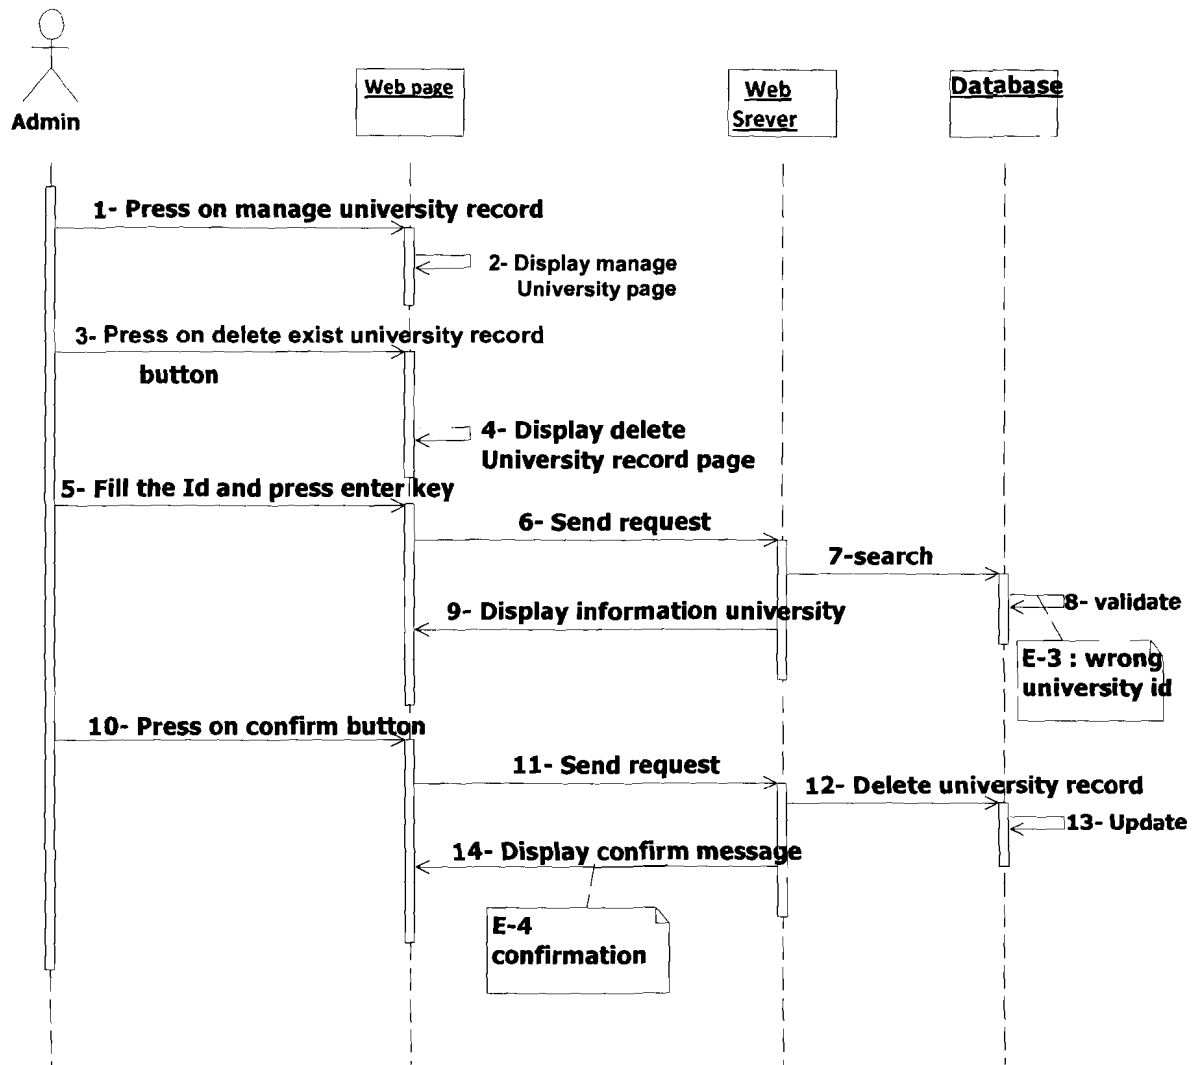 Admin
Web page
Web
Srever
Database
1- Press on manage university record
2- Display manage
University page
3- Press on delete exist university record
button
4- Display delete
University record page
5- Fill the Id and press enter key
6- Send request
7-search
8- validate
9- Display information university
E-3 : wrong
university id
10- Press on confirm button
11- Send request
12- Delete university record
13- Update
14- Display confirm message
E-4
confirmation